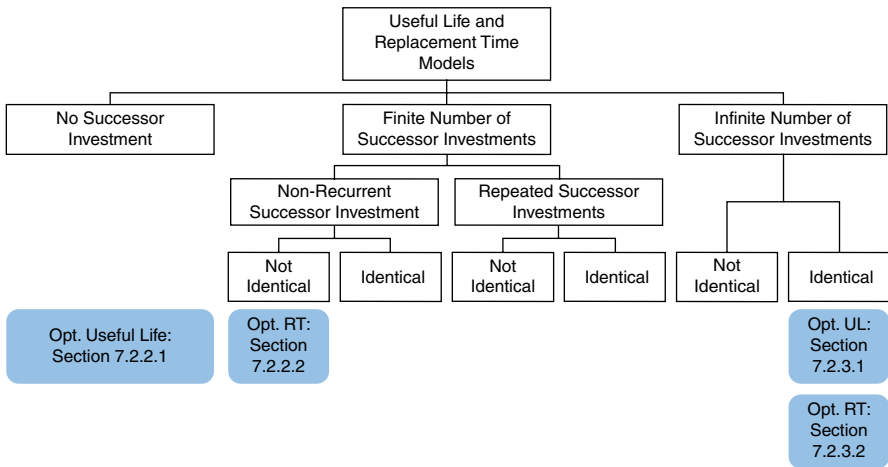 Useful Life and
Replacement Time
Models
No Successor
Investment
Finite Number of
Successor Investments
Infinite Number of
Successor Investments
Non-Recurrent
Successor Investment
Repeated Successor
Investments
Not
Identical
Identical
Not
Identical
Identical
Not
Identical
Identical
Opt. Useful Life:
Section 7.2.2.1
Opt. RT:
Section
7.2.2.2
Opt. UL:
Section
7.2.3.1
Opt. RT:
Section
7.2.3.2